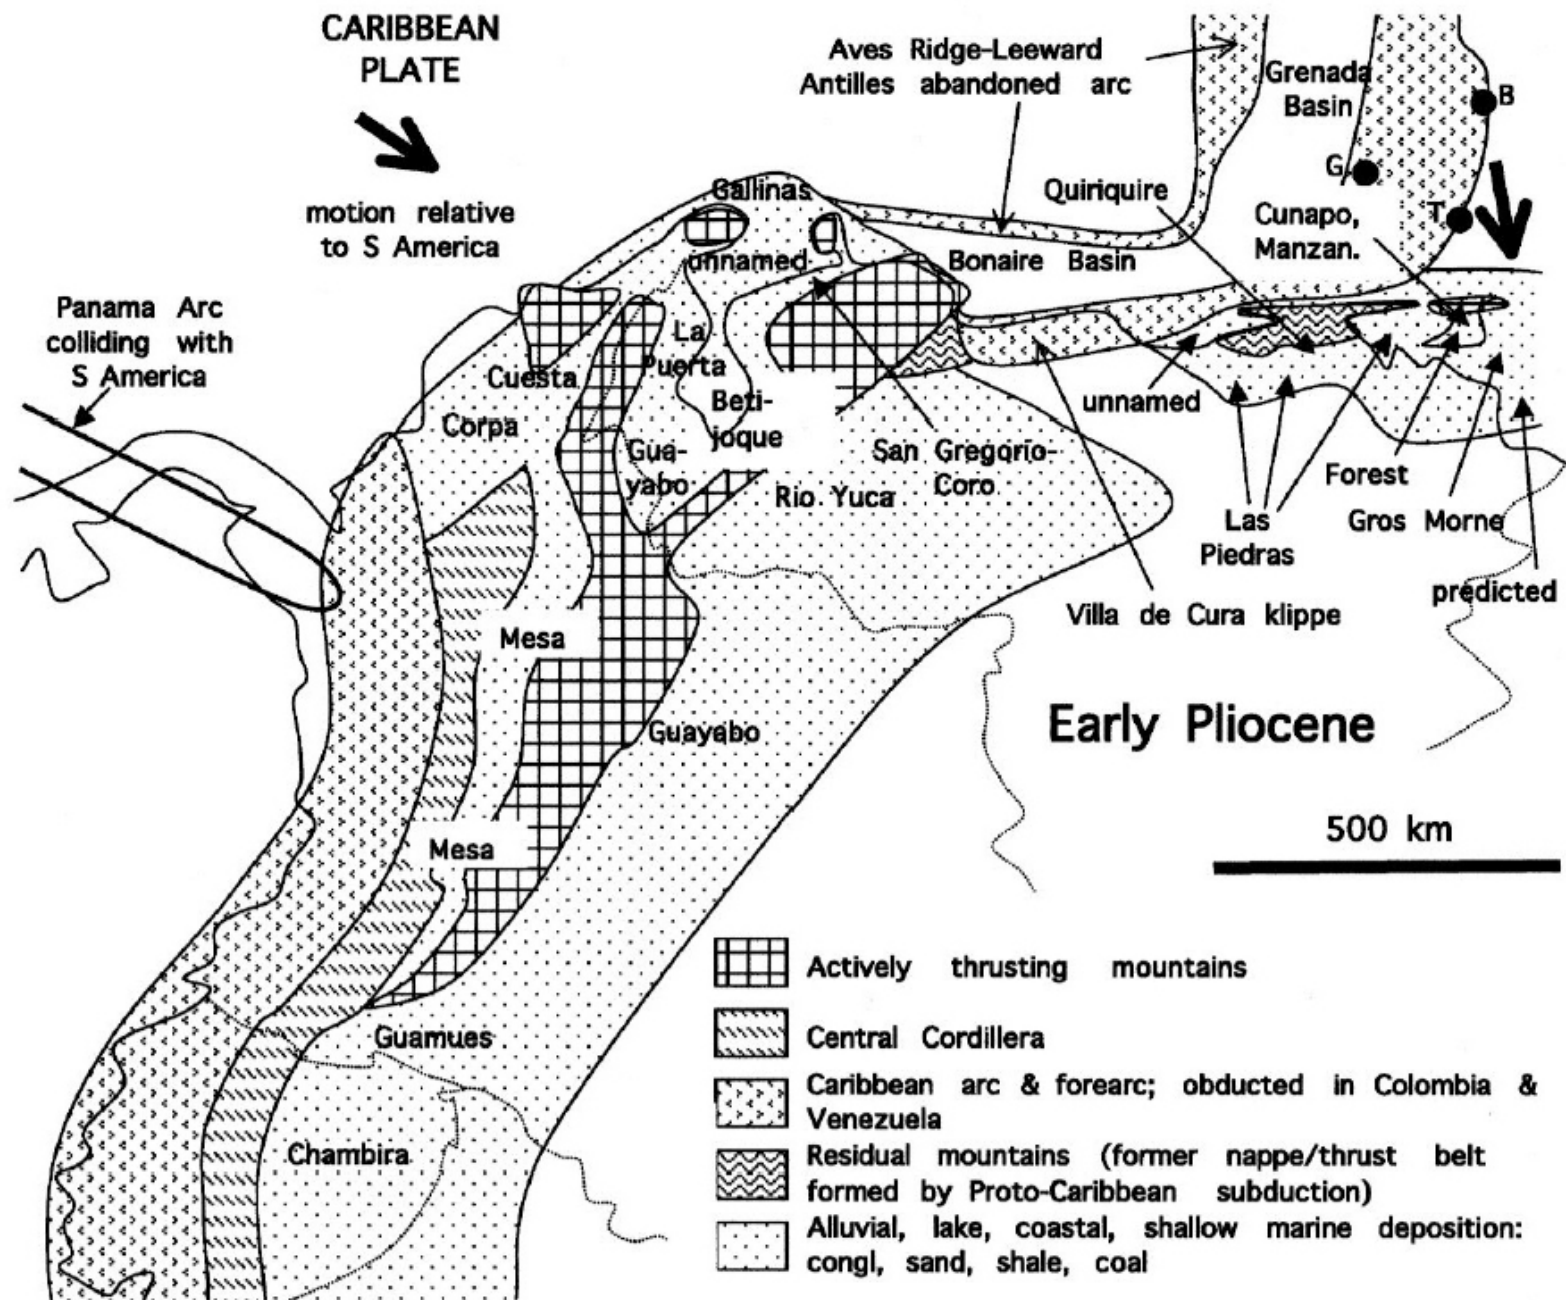 CARIBBEAN
PLATE
motion relative
to S America
Panama Arc
colliding with
S America
Aves Ridge-Leeward
Antilles abandoned arc
Grenada
Basin
B
G
T
Quiriquire
Cunapo,
Manzan.
Gallinas
unnamed
Bonaire Basin
La
Puerta
Cuesta
Corpa
Beti-
joque
Gua-
yabo
San Gregorio-
Coro
Rio Yuca
unnamed
Las
Piedras
Forest
Gros Morne
predicted
Villa de Cura klippe
Mesa
Guayabo
Early Pliocene
Mesa
500 km
Guamues
Chambira
Actively thrusting mountains
Central Cordillera
Caribbean arc & forearc; obducted in Colombia &
Venezuela
Residual mountains (former nappe/thrust belt
formed by Proto-Caribbean subduction)
Alluvial, lake, coastal, shallow marine deposition:
congl, sand, shale, coal